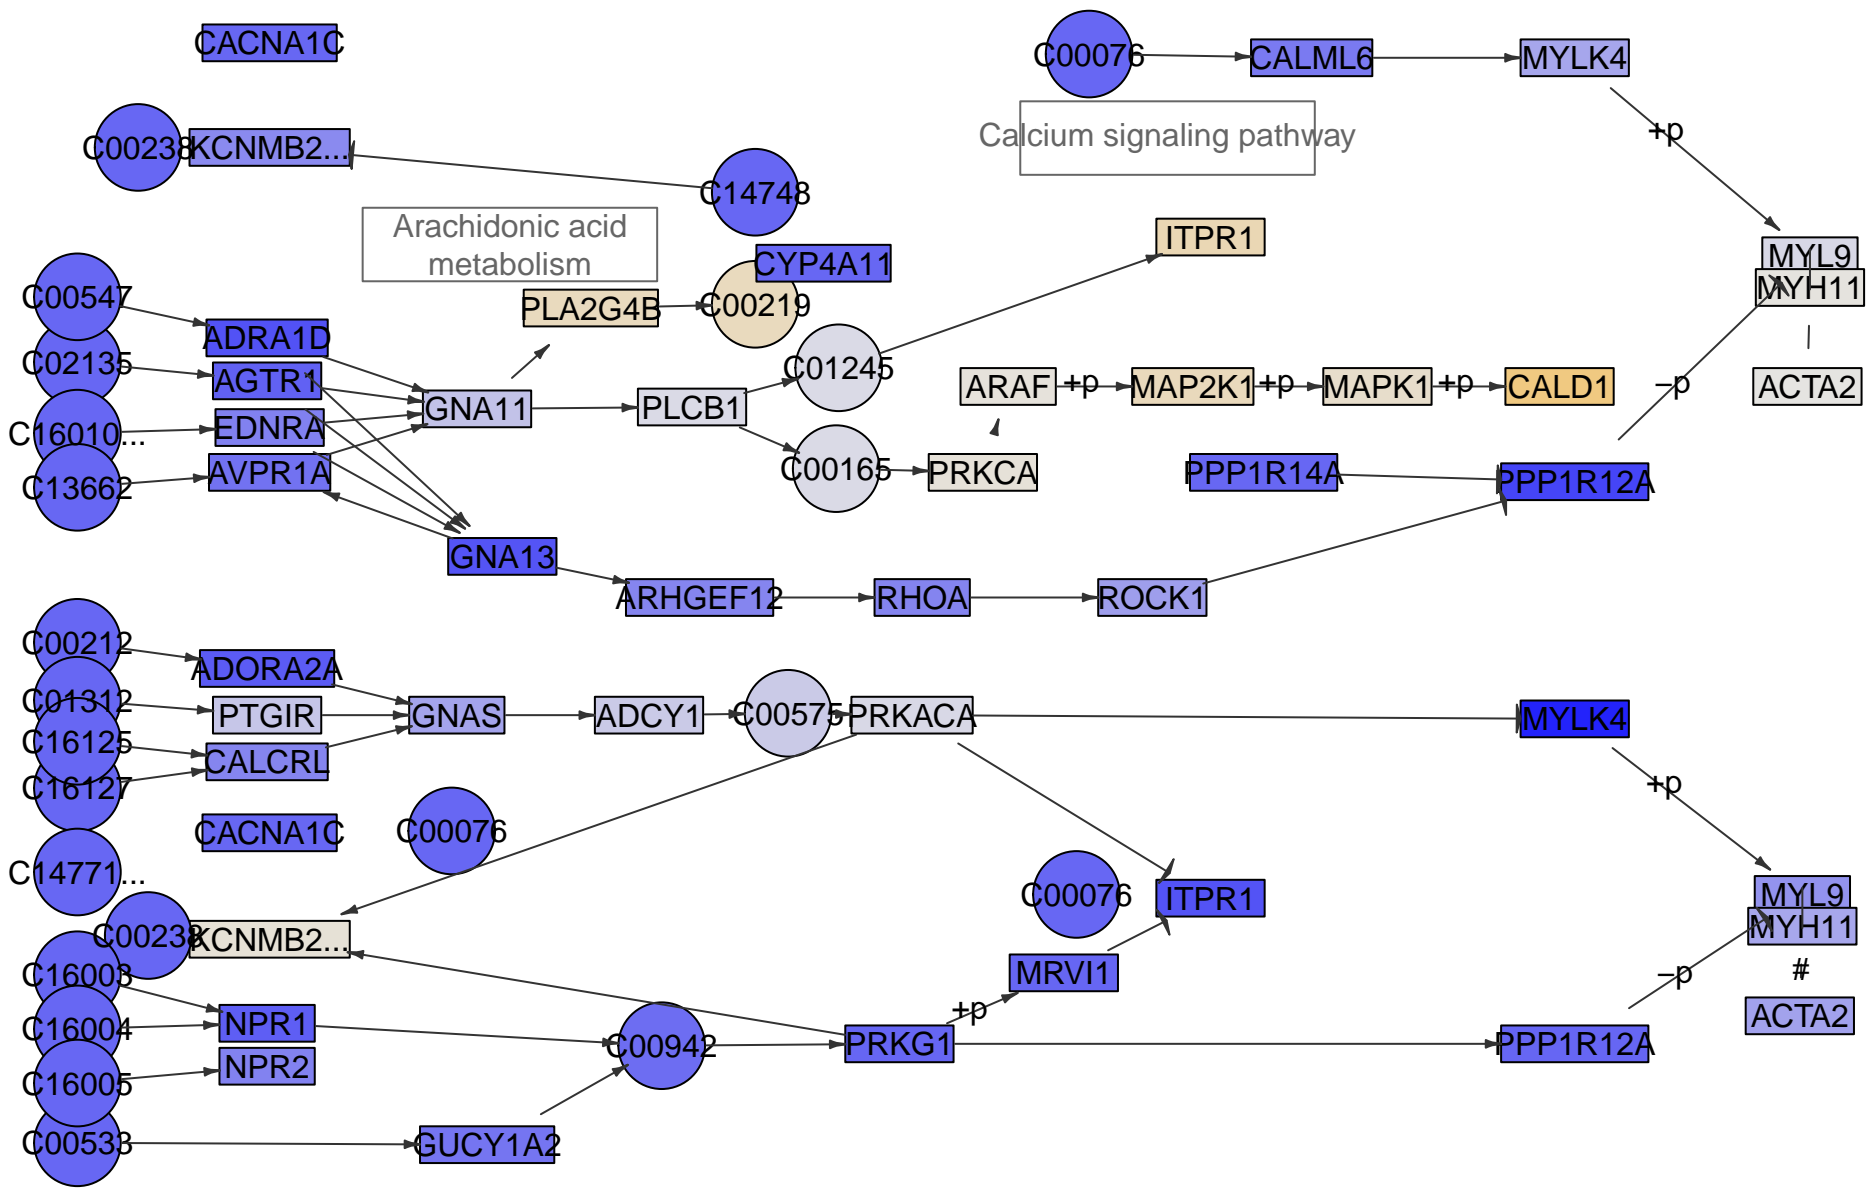 CACNA1C
C00076
CALML6
MYLK4
C00238
KCNMB2...
Calcium signaling pathway
+p
C14748
Arachidonic acid
metabolism
ITPR1
MYL9
CYP4A11
MYH11
C00547
PLA2G4B
C00219
ADRA1D
C02135
AGTR1
C01245
ARAF
+p
MAP2K1
+p
MAPK1
+p
CALD1
–p
ACTA2
GNA11
PLCB1
C16010...
EDNRA
AVPR1A
C00165
PRKCA
PPP1R14A
PPP1R12A
C13662
GNA13
ARHGEF12
RHOA
ROCK1
C00212
ADORA2A
C01312
PTGIR
GNAS
ADCY1
C00575
PRKACA
MYLK4
C16125
CALCRL
C16127
+p
CACNA1C
C00076
C14771...
C00076
ITPR1
MYL9
C00238
KCNMB2...
MYH11
C16003
MRVI1
–p
#
+p
C16004
NPR1
ACTA2
C00942
PRKG1
PPP1R12A
NPR2
C16005
C00533
GUCY1A2